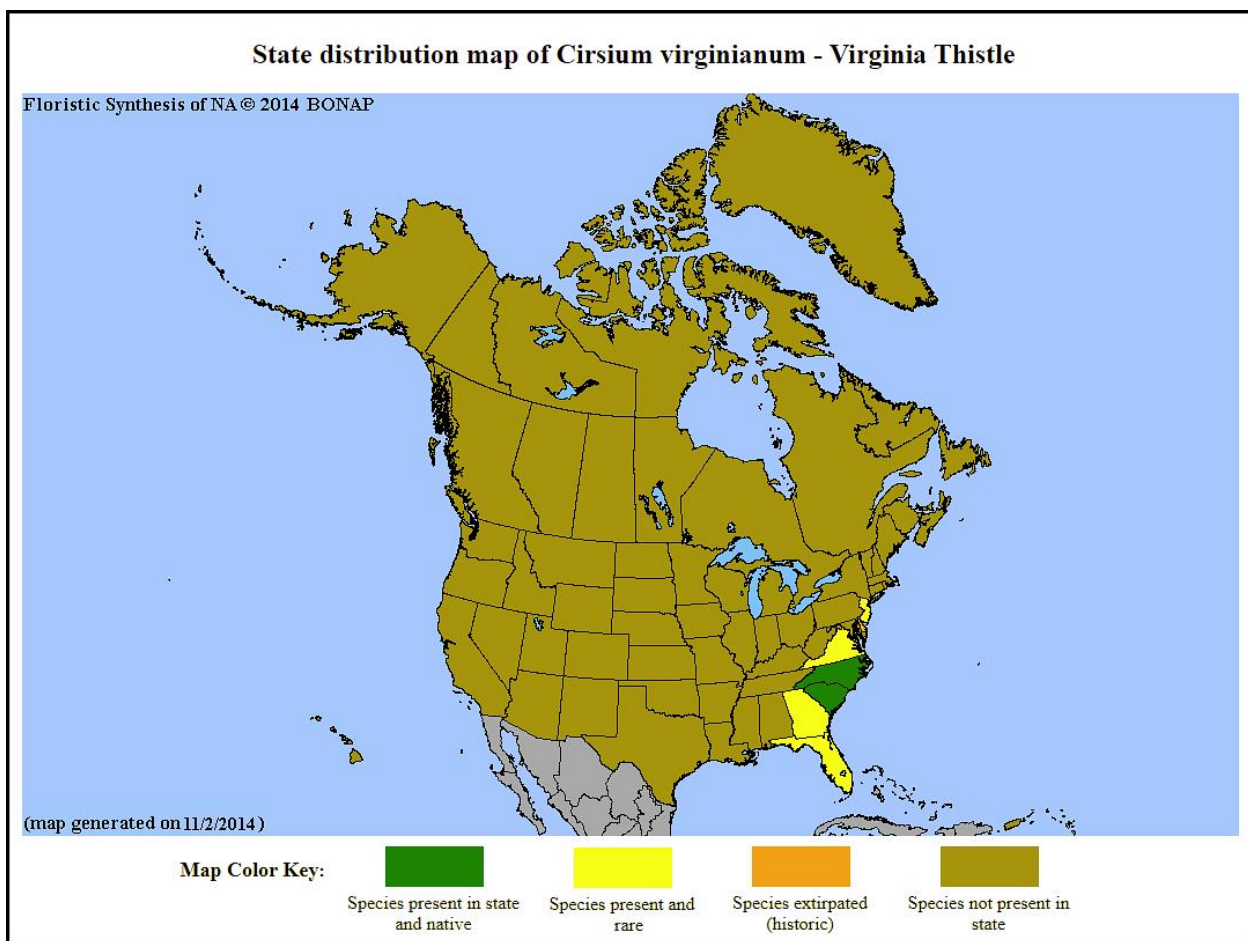 State distribution map of Cirsium virginianum - Virginia Thistle
Floristic Synthesis of NA © 2014 BONAP
(map generated on 11/2/2014)
Map Color Key:
Species present in state
and native
Species present and
rare
Species extirpated
(historic)
Species not present in
state